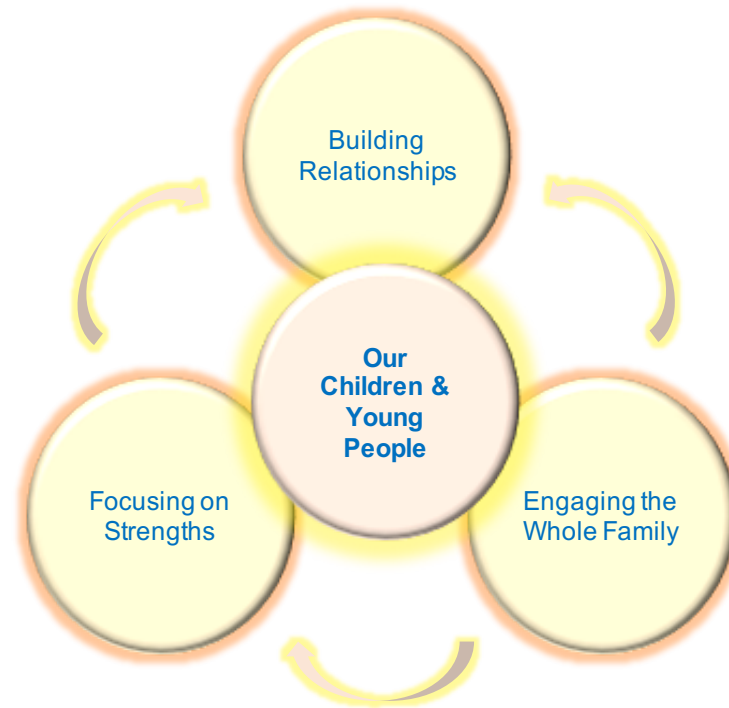 Building
Relationships
Our
Children &
Young
People
Focusing on
Strengths
Engaging the
Whole Family